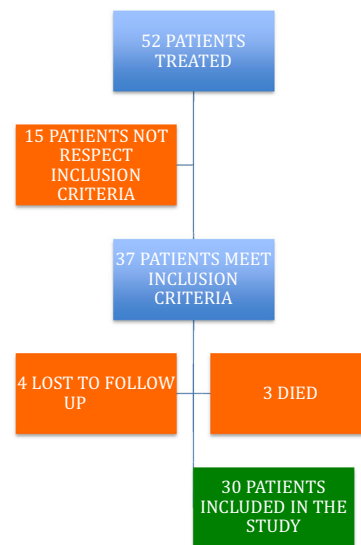 52 PATIENTS
TREATED
15 PATIENTS NOT
RESPECT
INCLUSION
CRITERIA
37 PATIENTS MEET
INCLUSION
CRITERIA
4 LOST TO FOLLOW
UP
3 DIED
30 PATIENTS
INCLUDED IN THE
STUDY